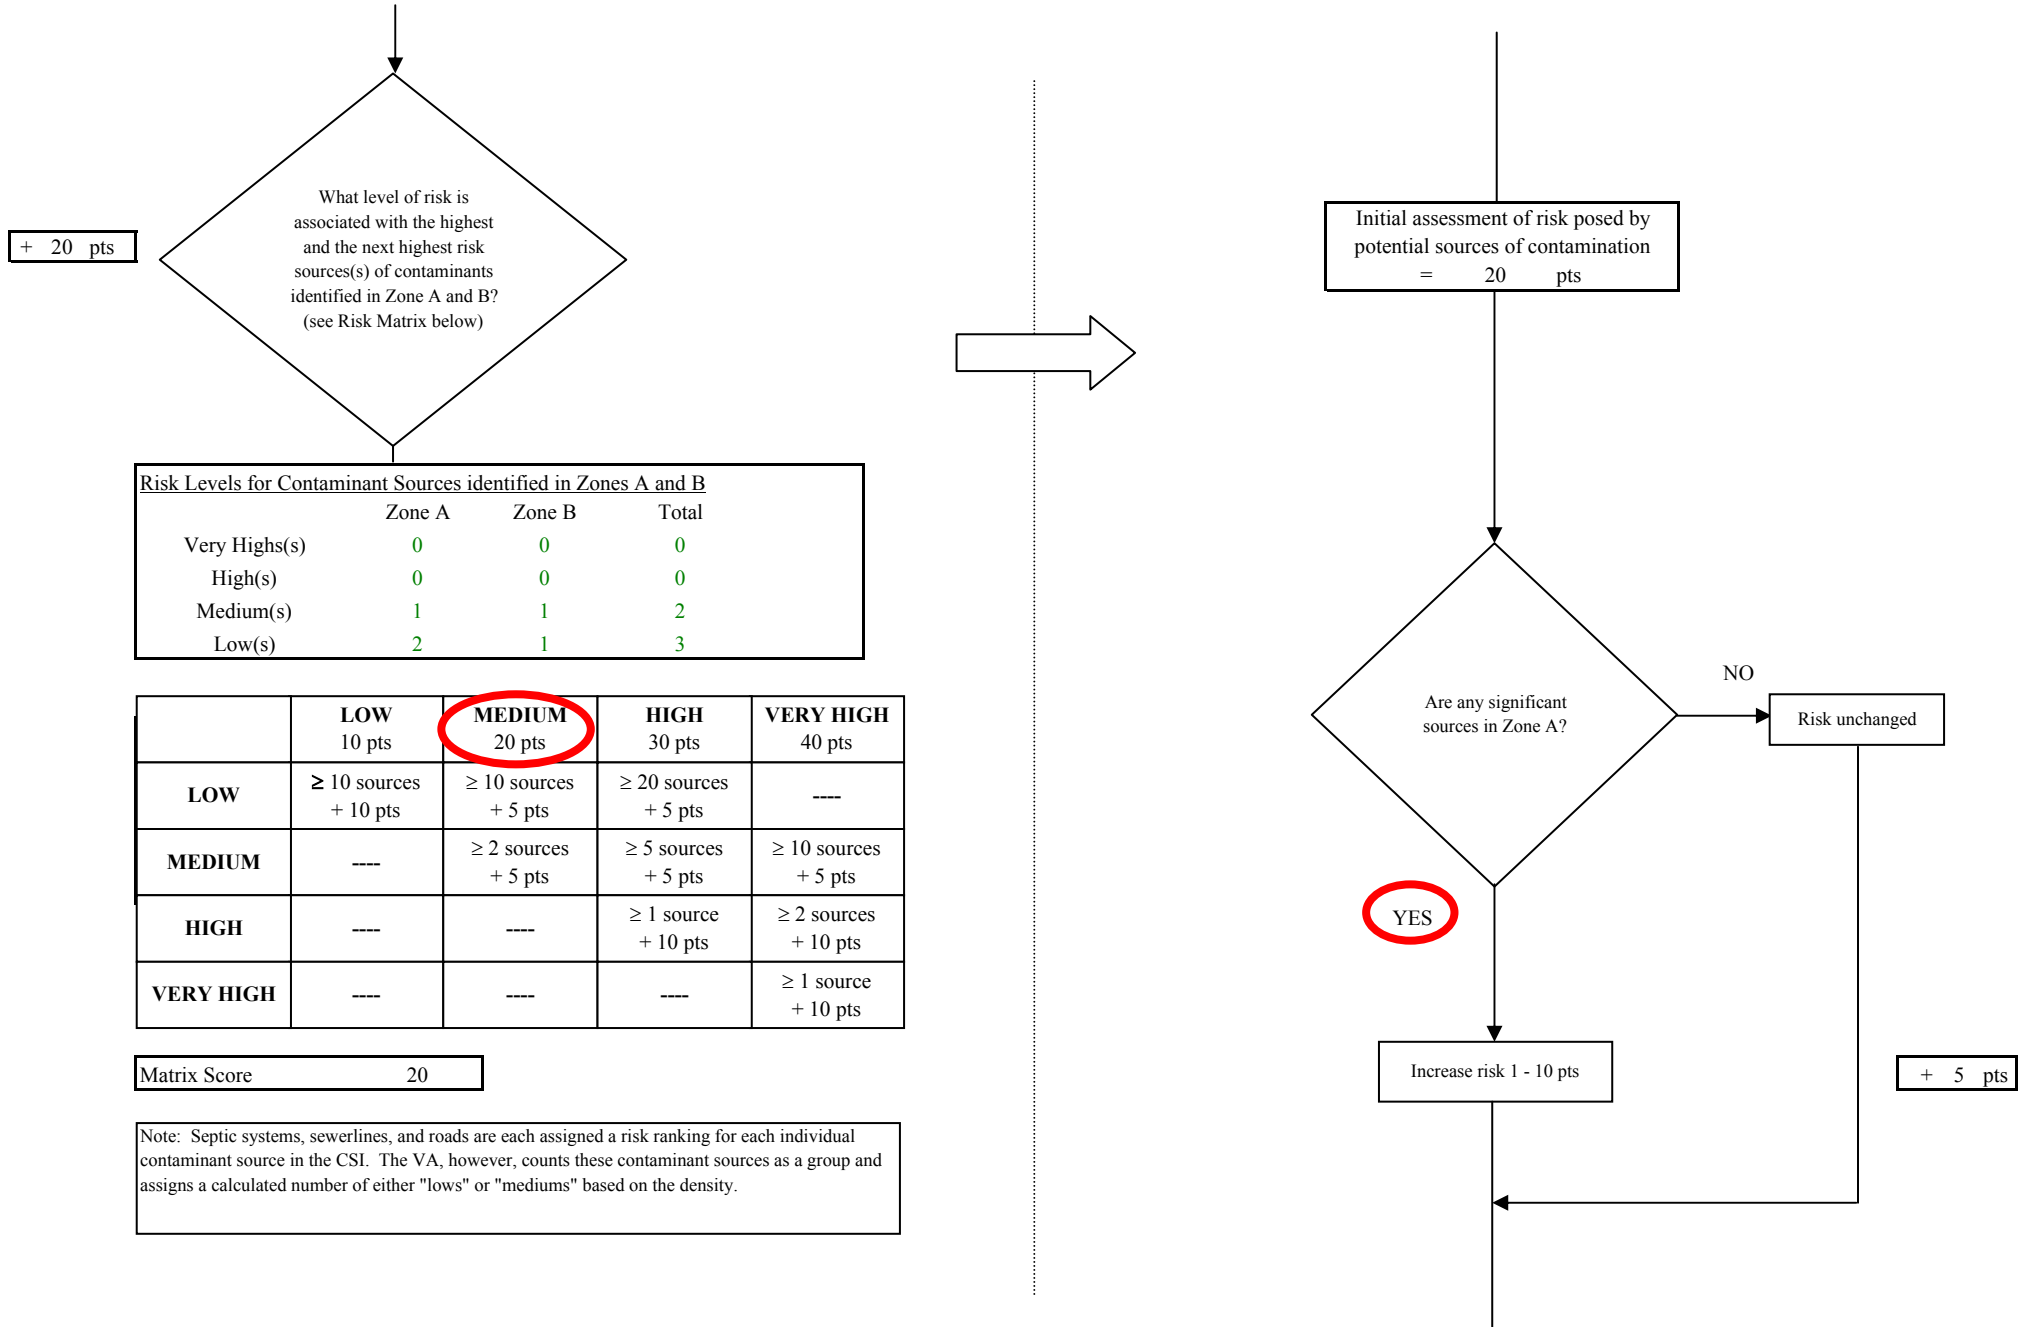 What level of risk is
associated with the highest
and the next highest risk
sources(s) of contaminants
identified in Zone A and B?
(see Risk Matrix below)
+ 20 pts
Risk Levels for Contaminant Sources identified in Zones A and B
Zone A Zone B Total
Very Highs(s) 0 0 0
High(s) 0 0 0
Medium(s) 1 1 2
Low(s) 2 1 3
LOW MEDIUM HIGH VERY HIGH
10 pts 20 pts 30 pts 40 pts
LOW ≥ 10 sources ≥ 10 sources ≥ 20 sources ----
+ 10 pts + 5 pts + 5 pts
MEDIUM ---- ≥ 2 sources ≥ 5 sources ≥ 10 sources
+ 5 pts + 5 pts + 5 pts
HIGH ---- ---- ≥ 1 source ≥ 2 sources
+ 10 pts + 10 pts
VERY HIGH ---- ---- ---- ≥ 1 source
+ 10 pts
Matrix Score 20
Note: Septic systems, sewerlines, and roads are each assigned a risk ranking for each individual
contaminant source in the CSI. The VA, however, counts these contaminant sources as a group and
assigns a calculated number of either "lows" or "mediums" based on the density.
Initial assessment of risk posed by
potential sources of contamination
= 20 pts
Are any significant
sources in Zone A?
NO
Risk unchanged
YES
Increase risk 1 - 10 pts
+ 5 pts